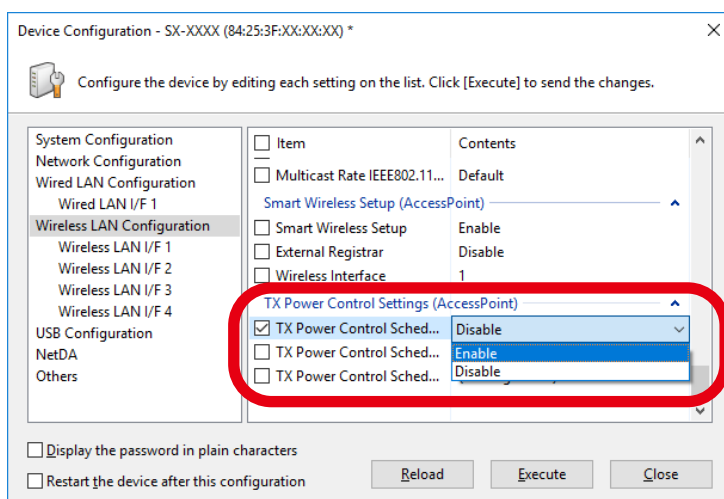 Device Configuration - SX-XXXX (84:25:3F:XX:XX:XX) *
Configure the device by editing each setting on the list. Click [Execute] to send the changes.
System Configuration
Network Configuration
Wired LAN Configuration
Wired LAN I/F 1
Wireless LAN Configuration
Wireless LAN I/F 1
Wireless LAN I/F 2
Wireless LAN I/F 3
Wireless LAN I/F 4
USB Configuration
NetDA
Others
Item Contents
Multicast Rate IEEE802.11... Default
Smart Wireless Setup (AccessPoint)
Smart Wireless Setup Enable
External Registrar Disable
Wireless Interface 1
TX Power Control Settings (AccessPoint)
TX Power Control Sched... Disable
TX Power Control Sched... Enable
TX Power Control Sched... Disable
Display the password in plain characters
Restart the device after this configuration
Reload Execute Close